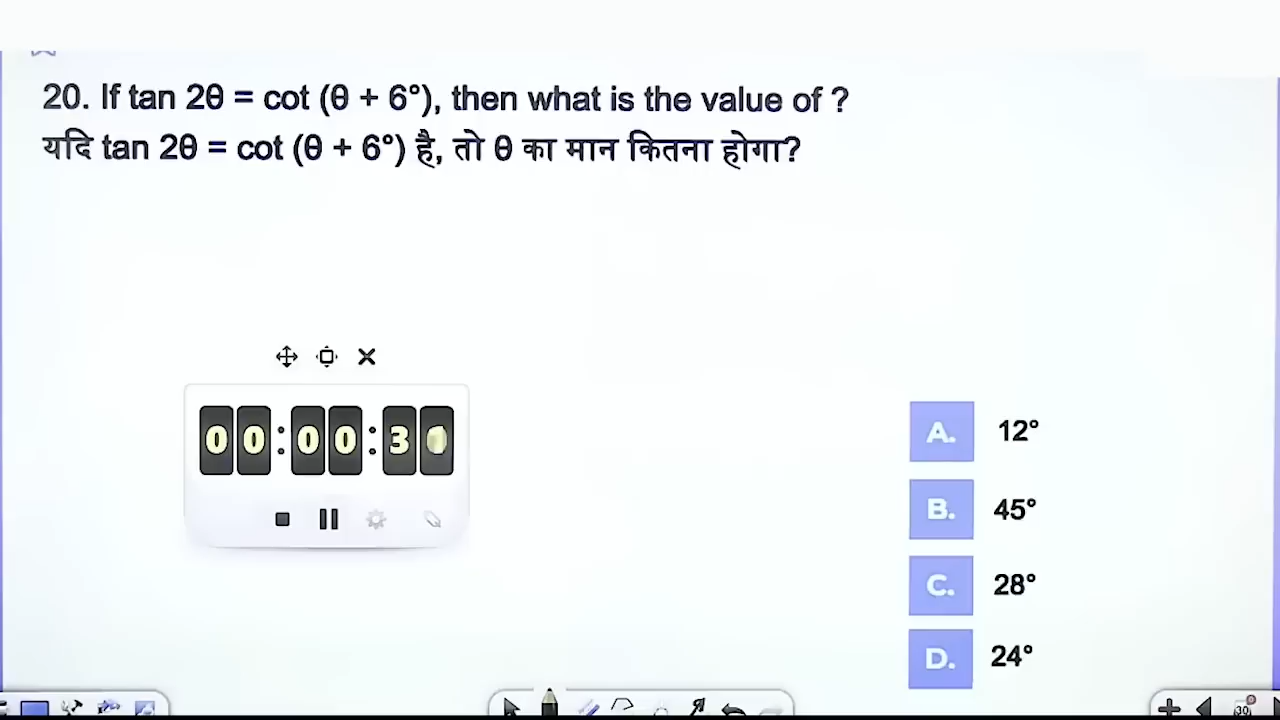 20. If tan 2θ = cot (θ + 6°), then what is the value of ?
यदि tan 2θ = cot (θ + 6°) है, तो θ का मान कितना होगा?
00:00:3
A. 12°
B. 45°
C. 28°
D. 24°
30